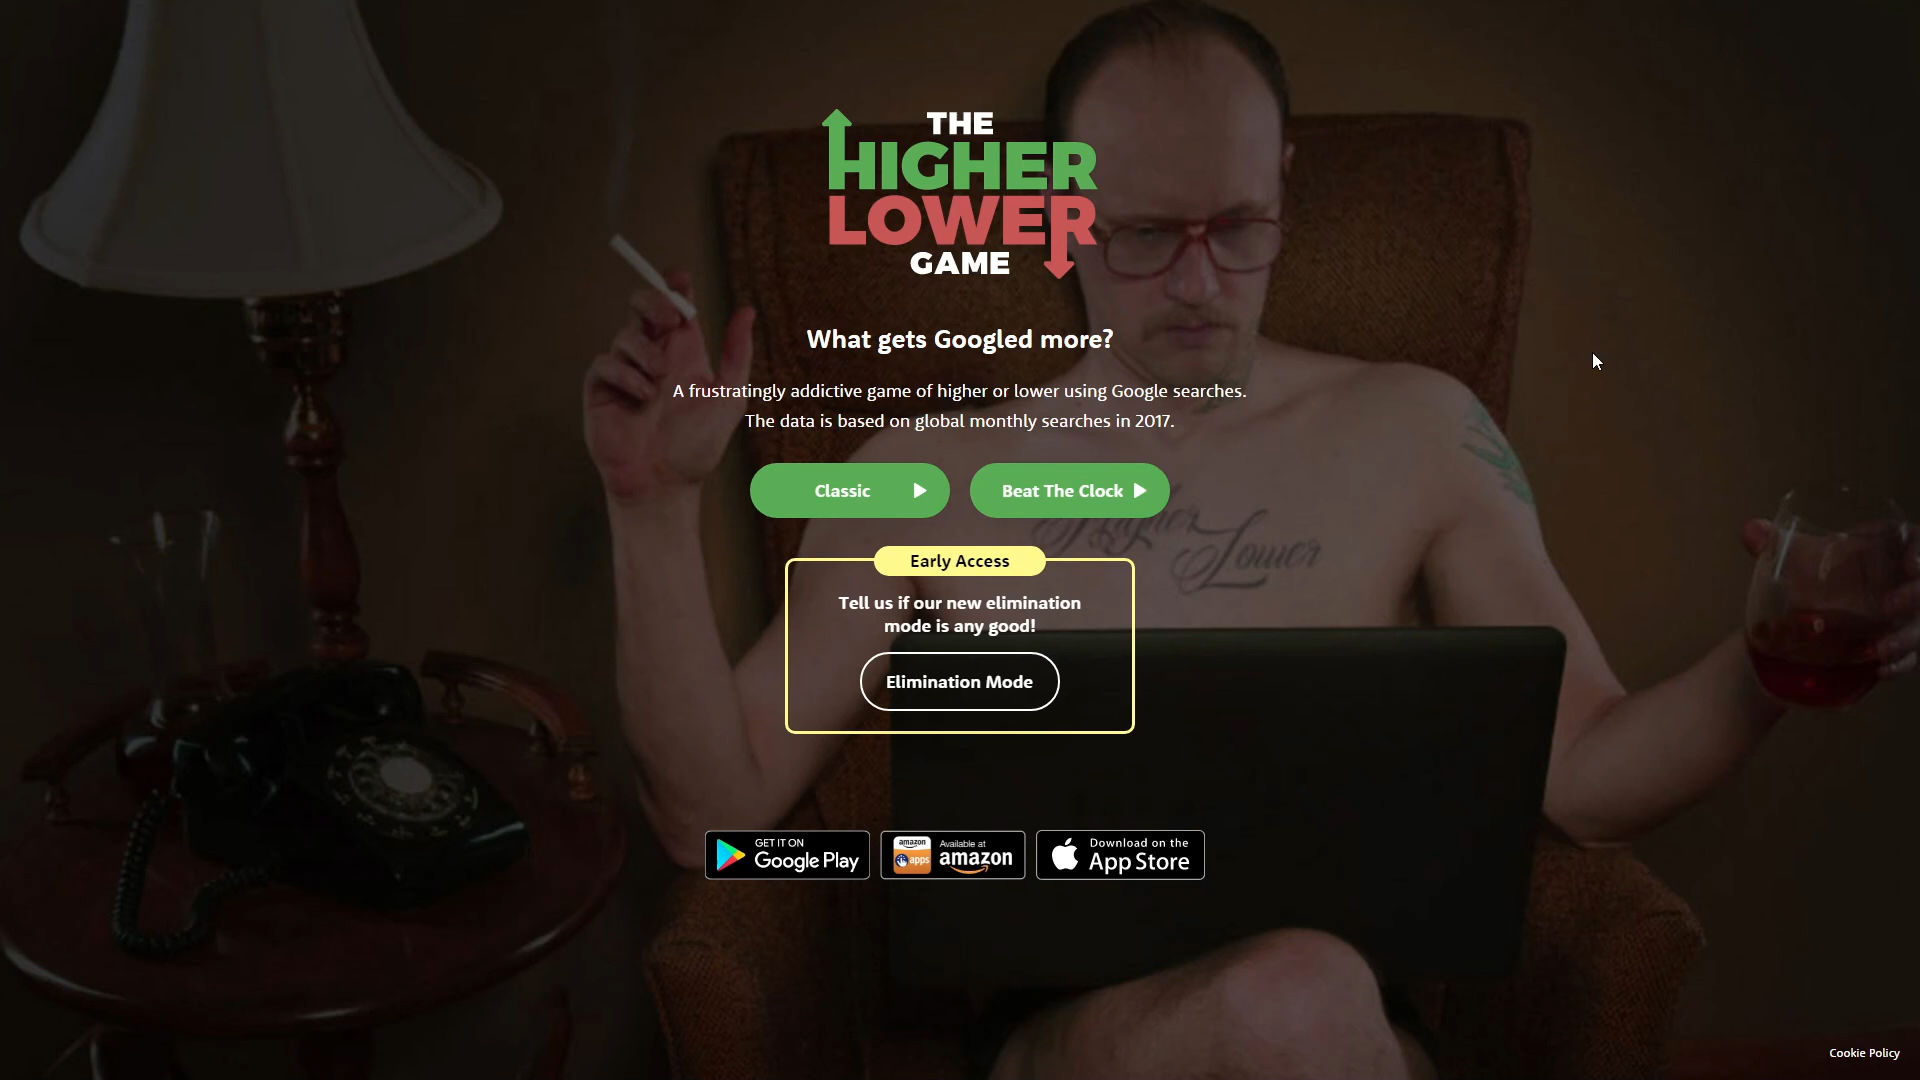 THE
HIGHER
LOWER
GAME
What gets Googled more?
A frustratingly addictive game of higher or lower using Google searches.
The data is based on global monthly searches in 2017.
Classic
Beat The Clock
Higher
Lower
Early Access
Tell us if our new elimination
mode is any good!
Elimination Mode
GET IT ON
Google Play
amazon
apps
Available at
amazon
Download on the
App Store
Cookie Policy